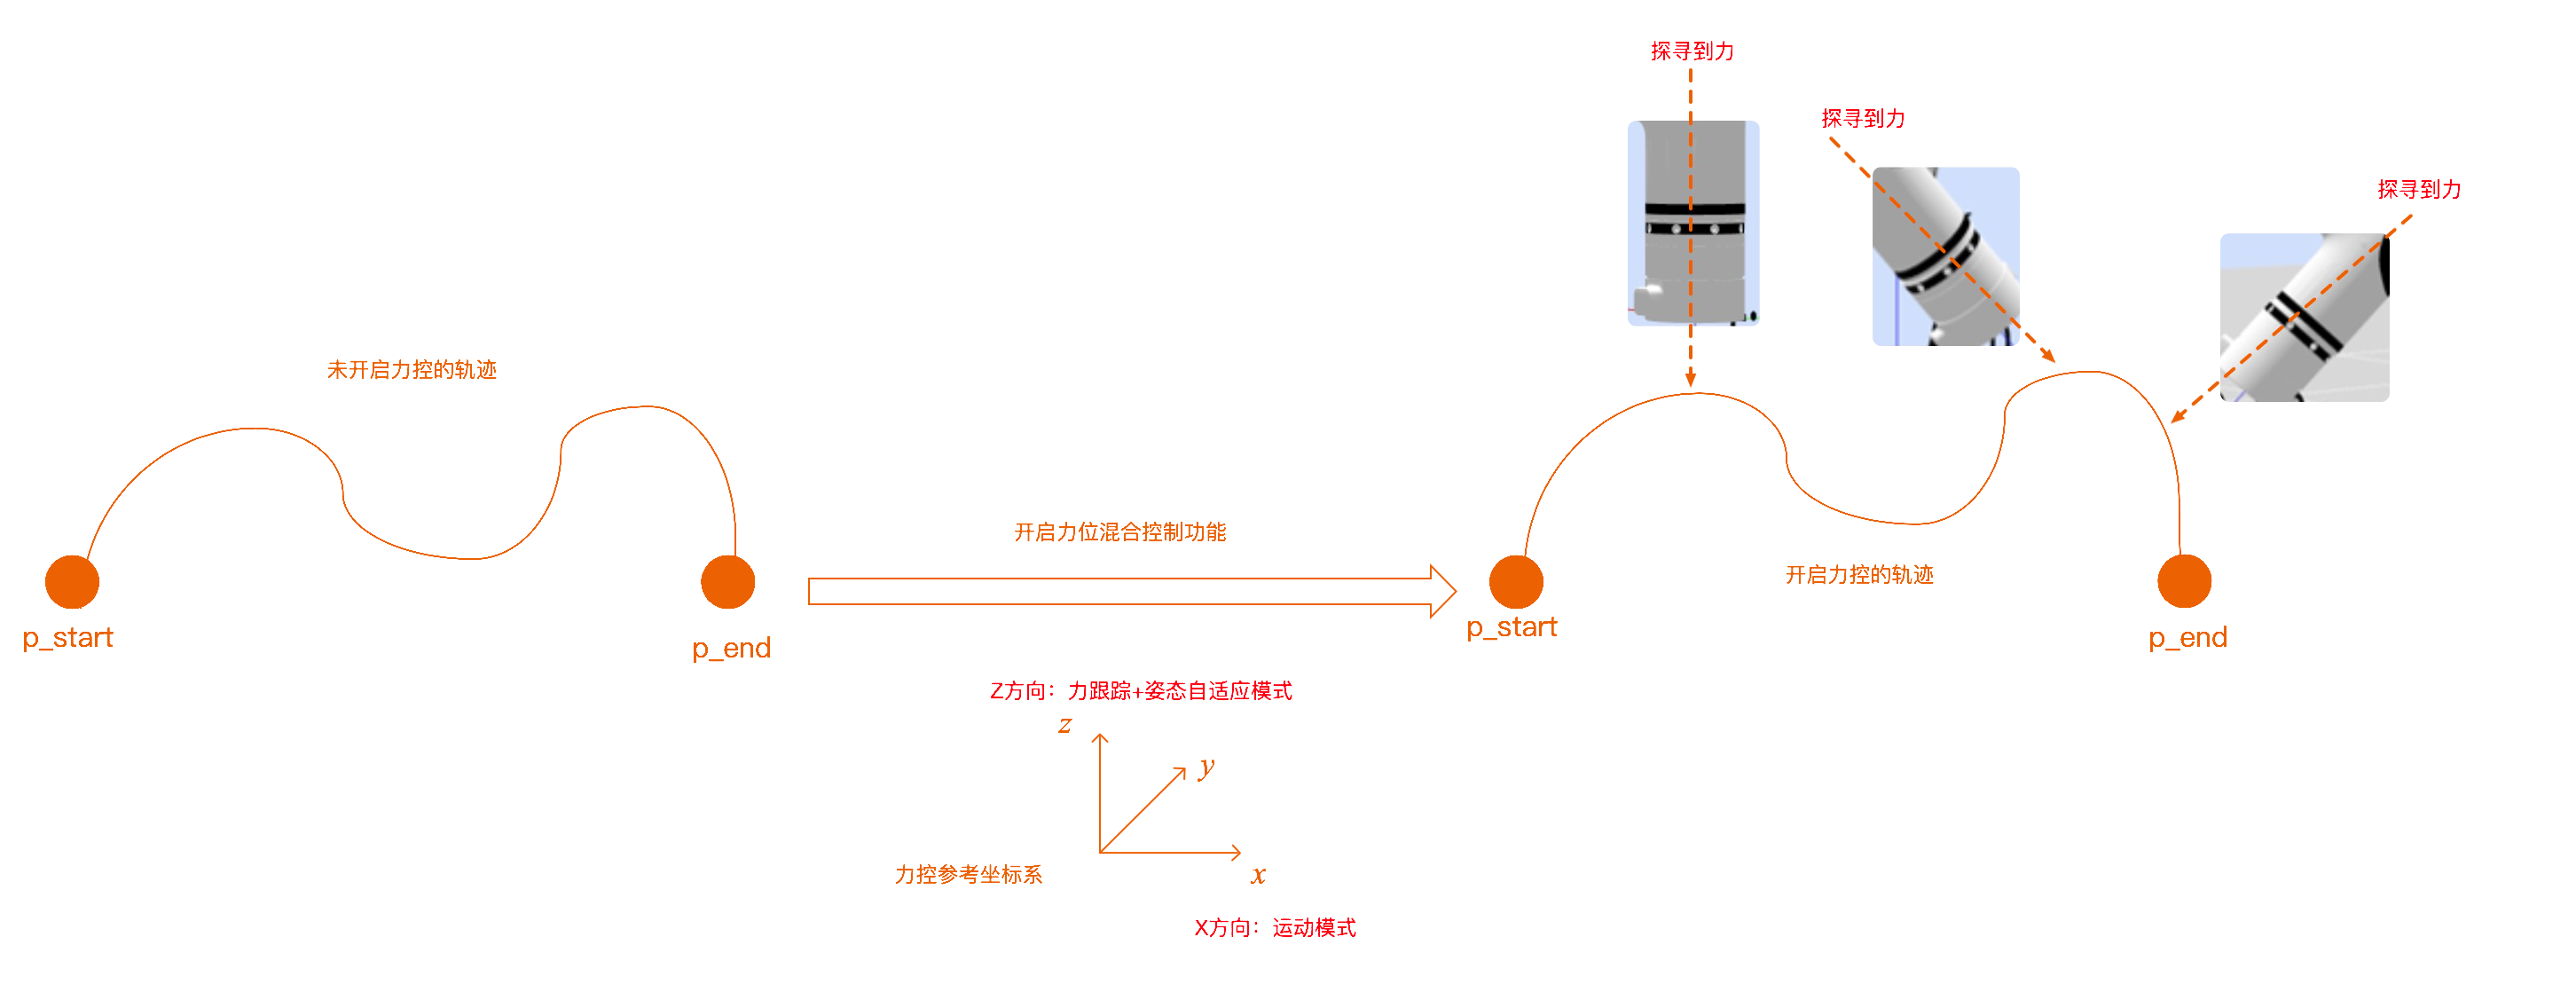 探寻到力
探寻到力
探寻到力
未开启力控的轨迹
开启力位混合控制功能
开启力控的轨迹
p_start
p_end
p_start
p_end
Z方向：力跟踪+姿态自适应模式
z
y
力控参考坐标系
x
X方向：运动模式